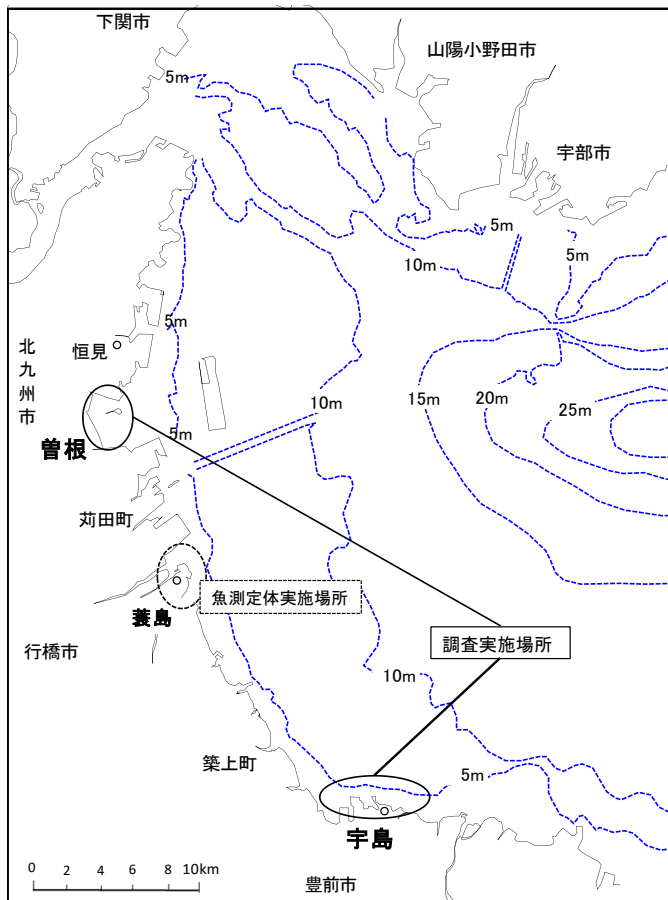 下関市
山陽小野田市
5m
宇部市
5m
5m
10m
5m
恒見
北九州市
10m
15m
20m
25m
5m
曽根
苅田町
魚測定体実施場所
蓑島
調査実施場所
行橋市
10m
築上町
5m
宇島
0 2 4 6 8 10km
豊前市